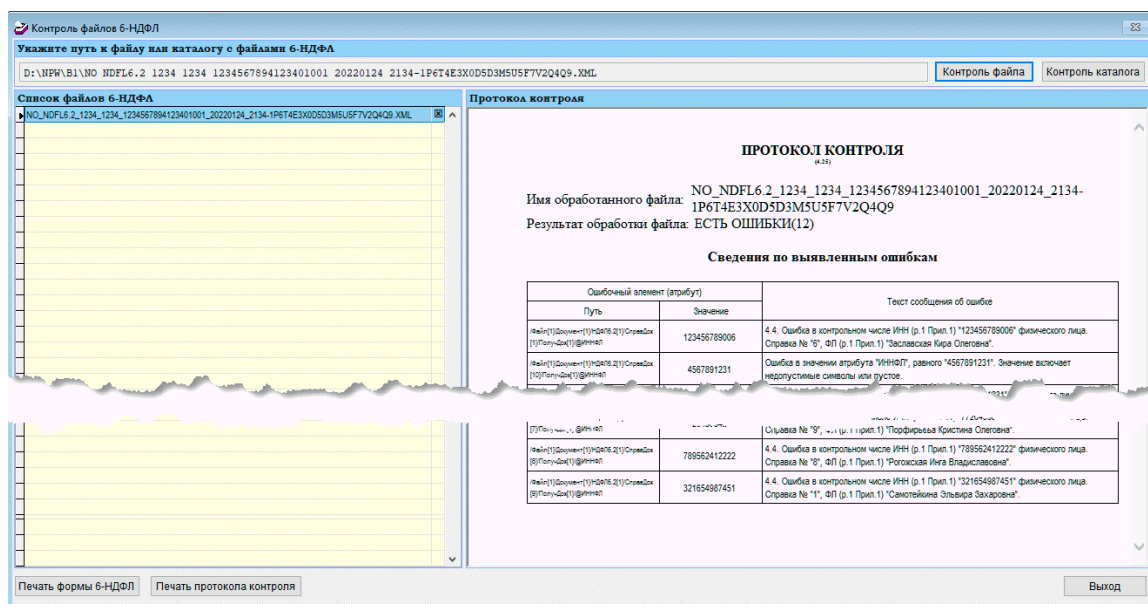 Контроль файлов 6-НДФЛ
Укажите путь к файлу или каталогу с файлами 6-НДФЛ
D:\NPW\B1\NO NDFL6.2 1234 1234 1234567894123401001 20220124 2134-1P6T4E3X0D5D3M5U5F7V2Q4Q9.XML
Контроль файла
Контроль каталога
Список файлов 6-НДФЛ
Протокол контроля
NO_NDFL6.2_1234_1234_1234567894123401001_20220124_2134-1P6T4E3X0D5D3M5U5F7V2Q4Q9.XML
ПРОТОКОЛ КОНТРОЛЯ
(4.25)
Имя обработанного файла: NO_NDFL6.2_1234_1234_1234567894123401001_20220124_2134-
1P6T4E3X0D5D3M5U5F7V2Q4Q9
Результат обработки файла: ЕСТЬ ОШИБКИ(12)
Сведения по выявленным ошибкам
Ошибочный элемент (атрибут)
Текст сообщения об ошибке
Путь
Значение
/Файл[1]/Документ[1]/НДФЛ6.2[1]/СправДох
[1]/ПолучДох[1]/@ИННФЛ
123456789006
4.4. Ошибка в контрольном числе ИНН (р.1 Прил.1) "123456789006" физического лица.
Справка № "6", ФЛ (р.1 Прил.1) "Заславская Кира Олеговна".
/Файл[1]/Документ[1]/НДФЛ6.2[1]/СправДох
[10]/ПолучДох[1]/@ИННФЛ
4567891231
Ошибка в значении атрибута "ИННФЛ", равного "4567891231". Значение включает
недопустимые символы или пустое.
Справка № "9", ФЛ (р.1 Прил.1) "Порфирьева Кристина Олеговна".
/Файл[1]/Документ[1]/НДФЛ6.2[1]/СправДох
[8]/ПолучДох[1]/@ИННФЛ
789562412222
4.4. Ошибка в контрольном числе ИНН (р.1 Прил.1) "789562412222" физического лица.
Справка № "8", ФЛ (р.1 Прил.1) "Рогожская Инга Владиславовна".
/Файл[1]/Документ[1]/НДФЛ6.2[1]/СправДох
[9]/ПолучДох[1]/@ИННФЛ
321654987451
4.4. Ошибка в контрольном числе ИНН (р.1 Прил.1) "321654987451" физического лица.
Справка № "1", ФЛ (р.1 Прил.1) "Самотейкина Эльвира Захаровна".
Печать формы 6-НДФЛ
Печать протокола контроля
Выход